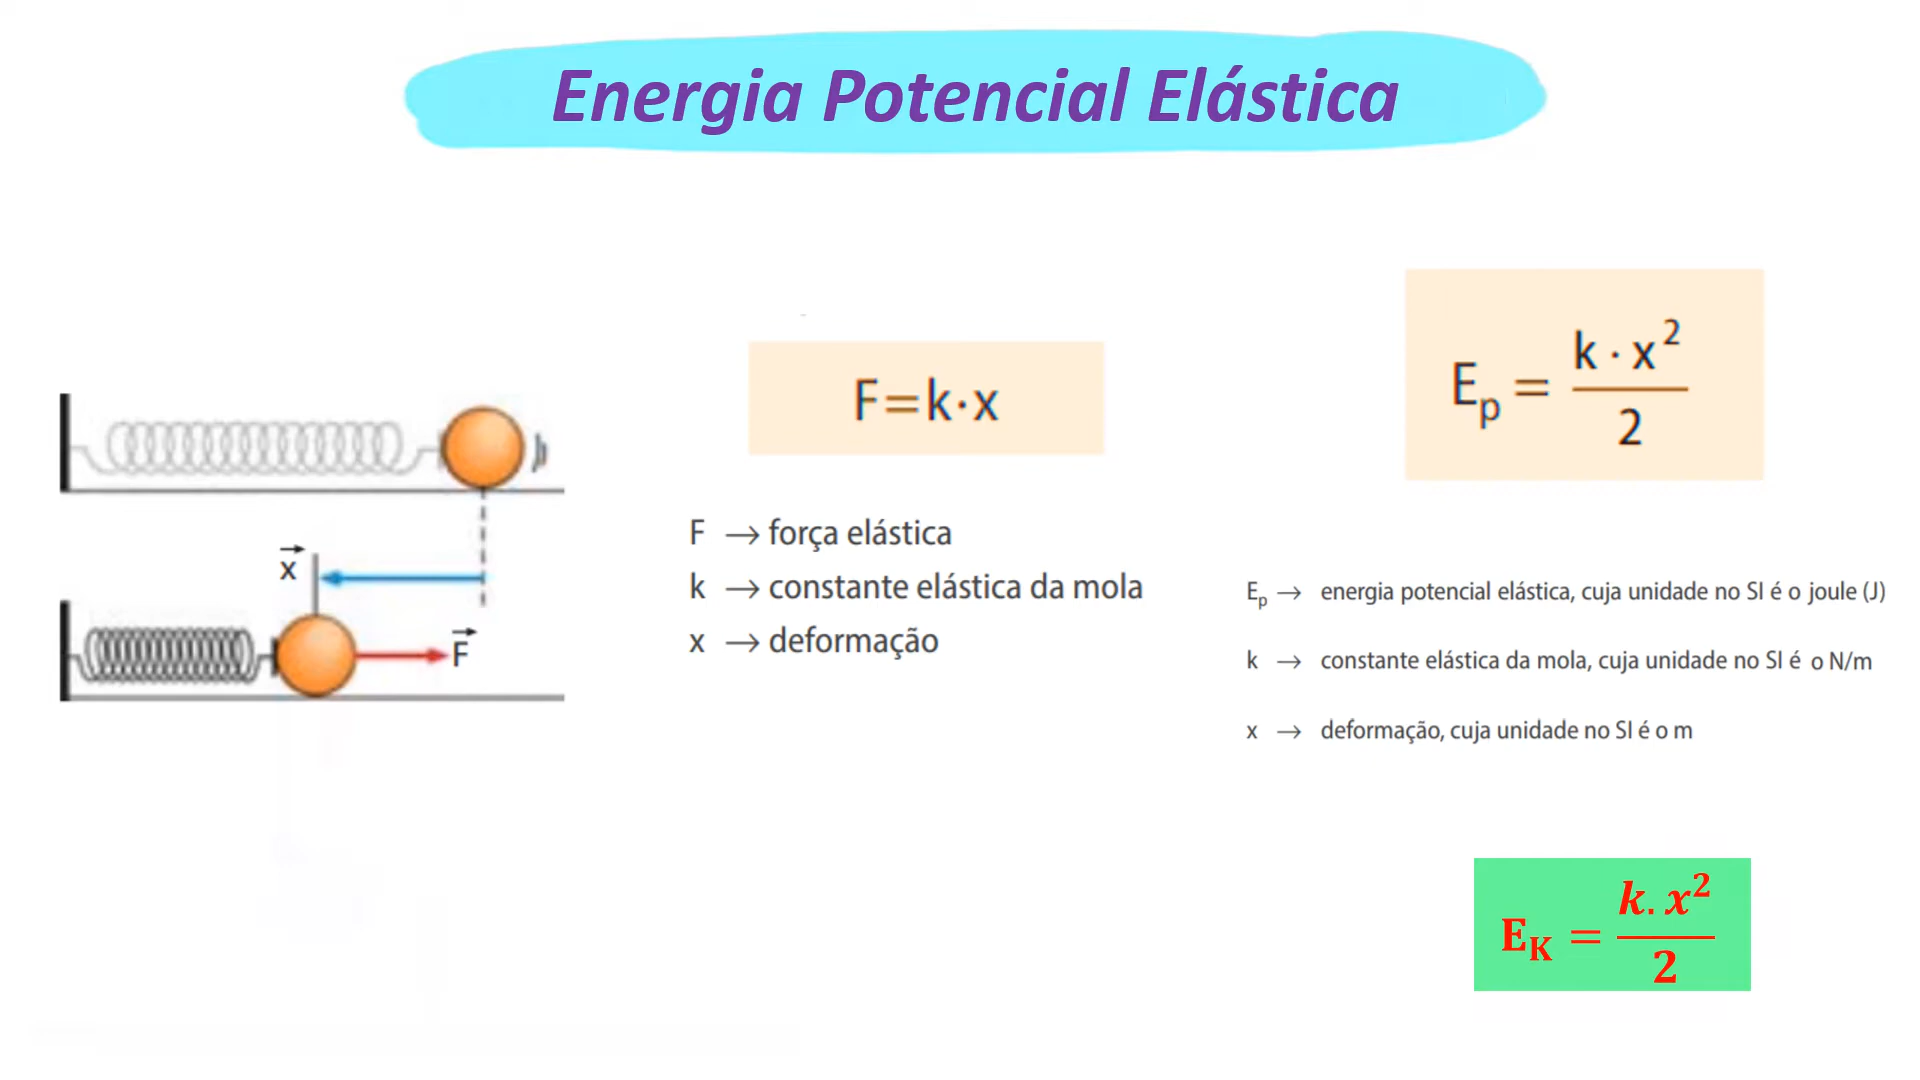 Energia Potencial Elástica
x
F
F=k·x
F → força elástica
k → constante elástica da mola
x → deformação
Eₚ = k · x² / 2
Eₚ → energia potencial elástica, cuja unidade no SI é o joule (J)
k → constante elástica da mola, cuja unidade no SI é o N/m
x → deformação, cuja unidade no SI é o m
E_K = k. x² / 2